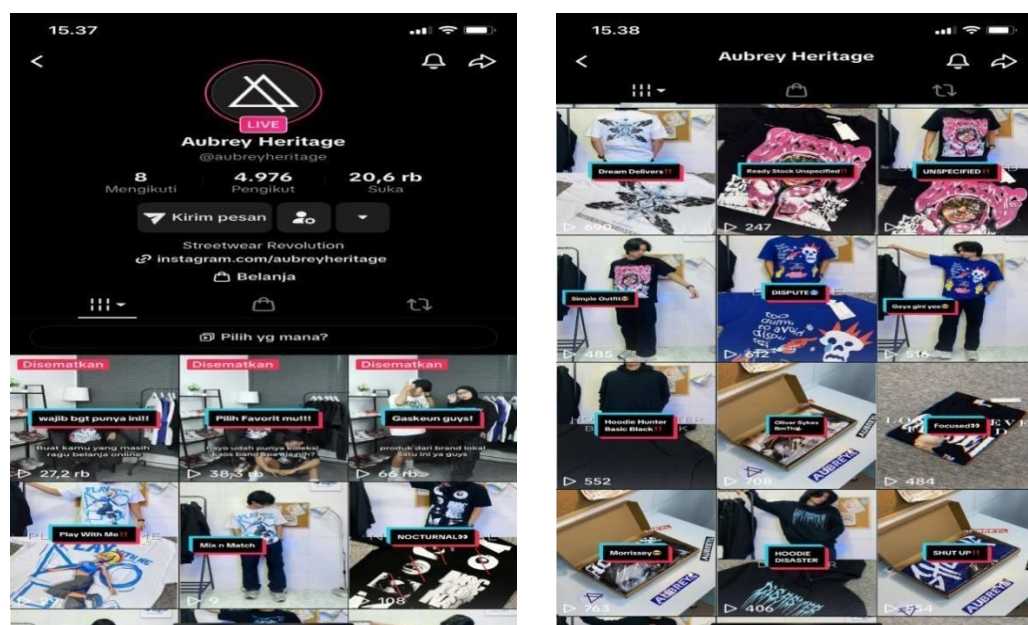 15.37
LIVE
Aubrey Heritage
@aubreyheritage
8 4.976 20,6 rb
Mengikuti Pengikut Suka
Kirim pesan
Streetwear Revolution
instagram.com/aubreyheritage
Belanja
Pilih yg mana?
Disematkan Disematkan Disematkan
wajib bgt punya ini!! Pilih Favorit mu!!! Gaskeun guys!
Buat kamu yang masih
ragu belanja online
produk dari brand lokal
satu ini ya guys
27,2 rb 38,3 rb 66 rb
Play With Me!! Mix n Match NOCTURNAL
9 108
15.38
Aubrey Heritage
Dream Delivers!! Ready Stock Unspecified!! UNSPECIFIED!!
690 247
Simple Outfit DISPUTE Gaya gini yee
485 612 516
Hoodie Hunter
Basic Black!!
Oliver Sykes
Focused
AUBREY
552 708 484
Morrissey
HOODIE
DISASTER
SHUT UP!!
AUBREY
763 406 554